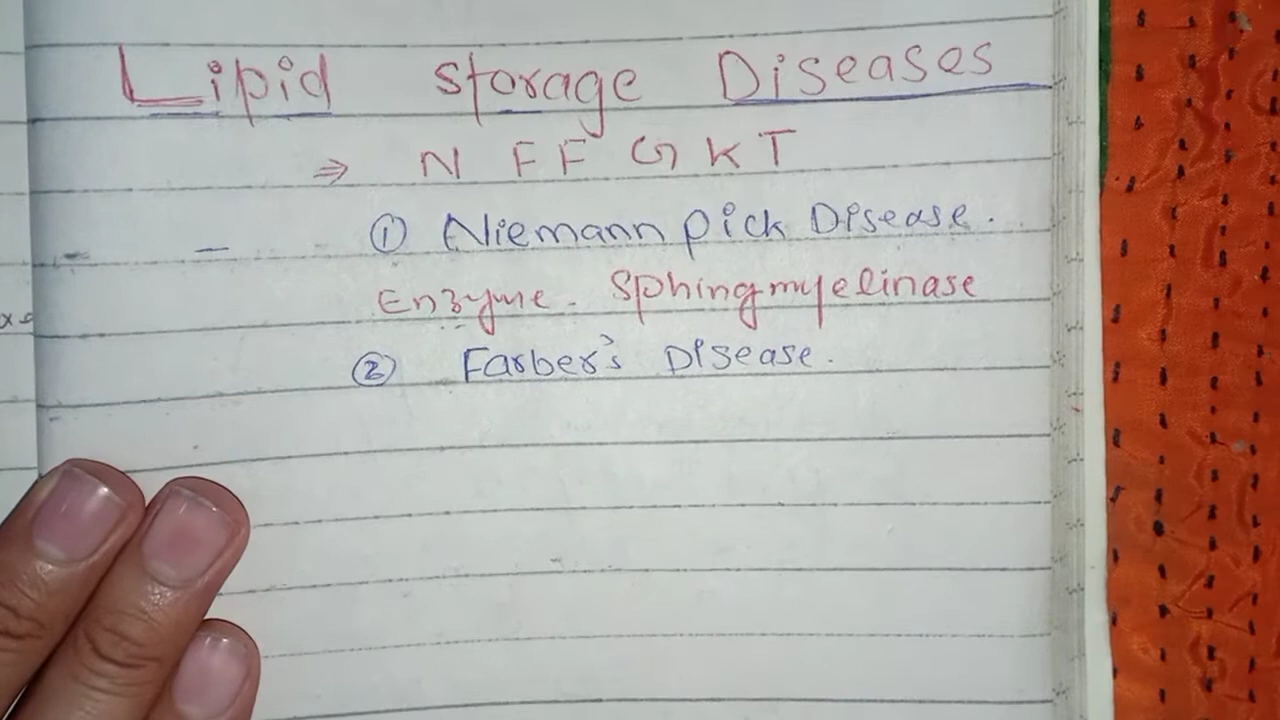 Lipid storage Diseases
⇒ N F F G K T
- ① Niemann pick Disease.
Enzyme - Sphingmyelinase
② Farber's Disease.